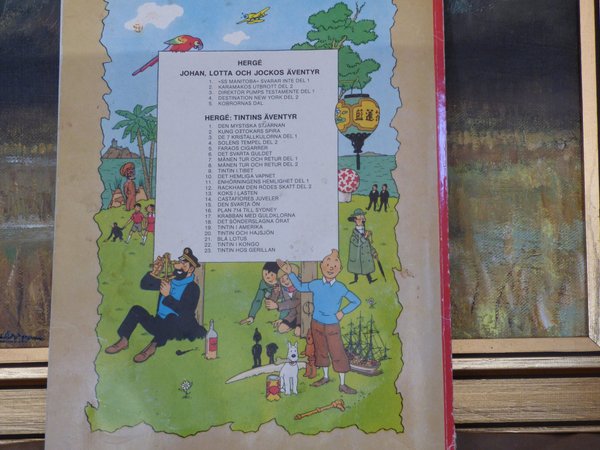 HERGÉ
JOHAN, LOTTA OCH JOCKOS ÄVENTYR
1. «SS MANITOBA» SVARAR INTE DEL 1
2. KARAMAKOS UTBROTT DEL 2
3. DIREKTÖR PUMPS TESTAMENTE DEL 1
4. DESTINATION NEW YORK DEL 2
5. KOBRORNAS DAL
HERGÉ: TINTINS ÄVENTYR
1. DEN MYSTISKA STJÄRNAN
2. KUNG OTTOKARS SPIRA
3. DE 7 KRISTALLKULORNA DEL 1
4. SOLENS TEMPEL DEL 2
5. FARAOS CIGARRER
6. DET SVARTA GULDET
7. MÅNEN TUR OCH RETUR DEL 1
8. MÅNEN TUR OCH RETUR DEL 2
9. TINTIN I TIBET
10. DET HEMLIGA VAPNET
11. ENHÖRNINGENS HEMLIGHET DEL 1
12. RACKHAM DEN RÖDES SKATT DEL 2
13. KOKS I LASTEN
14. CASTAFIORES JUVELER
15. DEN SVARTA ÖN
16. PLAN 714 TILL SYDNEY
17. KRABBAN MED GULDKLORNA
18. DET SÖNDERSLAGNA ÖRAT
19. TINTIN I AMERIKA
20. TINTIN OCH HAJSJÖN
21. BLÅ LOTUS
22. TINTIN I KONGO
23. TINTIN HOS GERILLAN